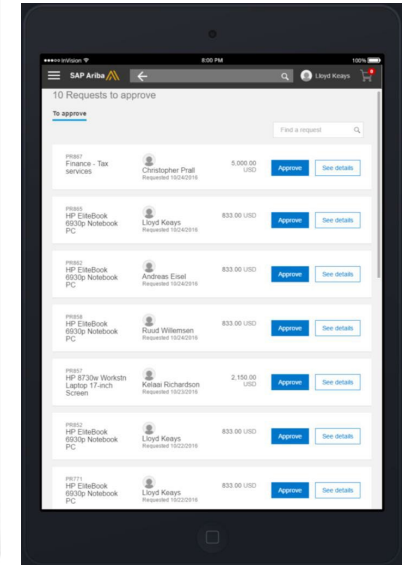 InVision 8:00 PM 100%
SAP Ariba Lloyd Keays
10 Requests to approve
To approve
Find a request
PR867
Finance - Tax
services
Christopher Prall
Requested 10/24/2016
5,000.00
USD
Approve See details
PR865
HP EliteBook
6930p Notebook
PC
Lloyd Keays
Requested 10/24/2016
833.00 USD
Approve See details
HP EliteBook
6930p Notebook
PC
Andreas Eisel
Requested 10/24/2016
833.00 USD
Approve See details
PR858
HP EliteBook
6930p Notebook
PC
Ruud Willemsen
Requested 10/24/2016
833.00 USD
Approve See details
PR857
HP 8730w Workstn
Laptop 17-inch
Screen
Kelaai Richardson
Requested 10/23/2016
2,150.00
USD
Approve See details
PR852
HP EliteBook
6930p Notebook
PC
Lloyd Keays
Requested 10/22/2016
833.00 USD
Approve See details
PR771
HP EliteBook
6930p Notebook
PC
Lloyd Keays
Requested 10/22/2016
833.00 USD
Approve See details